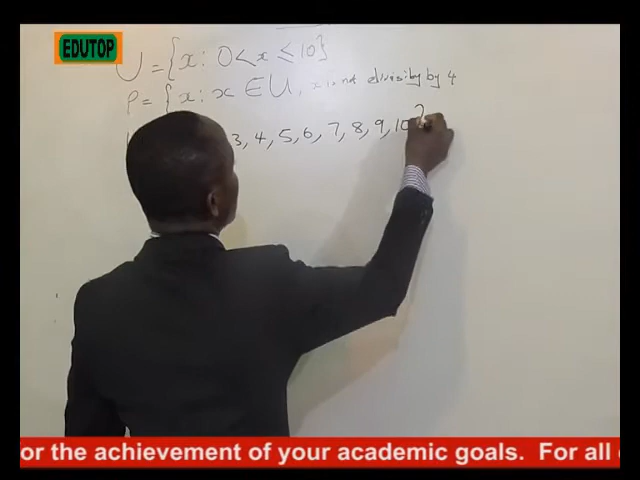 EDUTOP
U = {x: 0 < x ≤ 10}
P = {x: x ∈ U, x is not divisiby by 4
3, 4, 5, 6, 7, 8, 9, 10}
or the achievement of your academic goals. For all